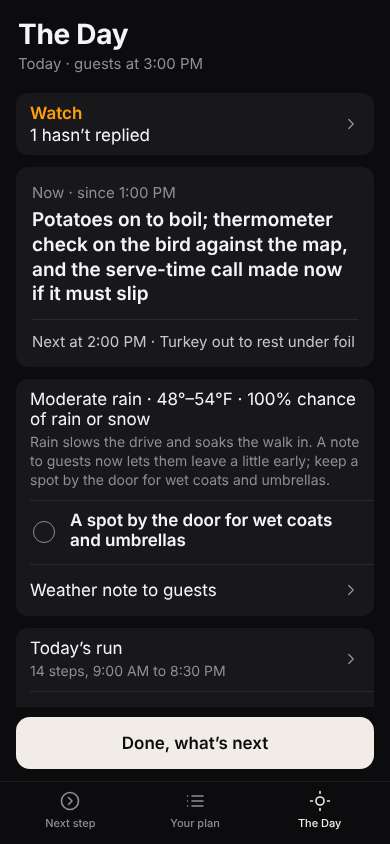 The Day
Today · guests at 3:00 PM
Watch
1 hasn’t replied
Now · since 1:00 PM
Potatoes on to boil; thermometer
check on the bird against the map,
and the serve-time call made now
if it must slip
Next at 2:00 PM · Turkey out to rest under foil
Moderate rain · 48°–54°F · 100% chance
of rain or snow
Rain slows the drive and soaks the walk in. A note
to guests now lets them leave a little early; keep a
spot by the door for wet coats and umbrellas.
A spot by the door for wet coats
and umbrellas
Weather note to guests
Today’s run
14 steps, 9:00 AM to 8:30 PM
Done, what’s next
Next step
Your plan
The Day